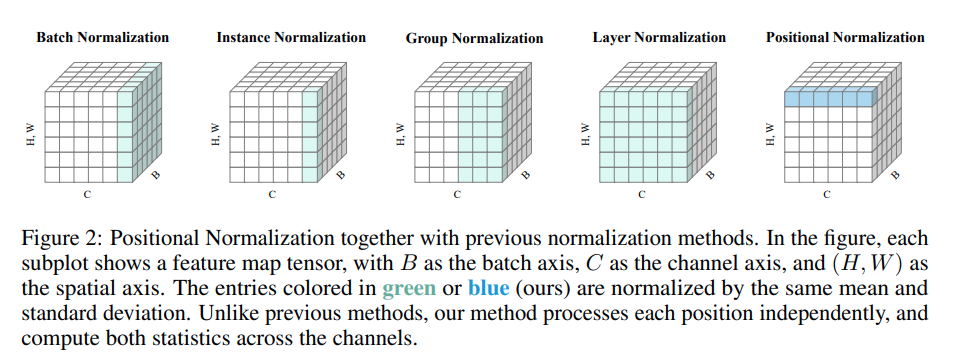 Batch Normalization
Instance Normalization
Group Normalization
Layer Normalization
Positional Normalization
H, W
C
B
H, W
C
B
H, W
C
B
H, W
C
B
H, W
C
B
Figure 2: Positional Normalization together with previous normalization methods. In the figure, each
subplot shows a feature map tensor, with B as the batch axis, C as the channel axis, and (H, W) as
the spatial axis. The entries colored in green or blue (ours) are normalized by the same mean and
standard deviation. Unlike previous methods, our method processes each position independently, and
compute both statistics across the channels.